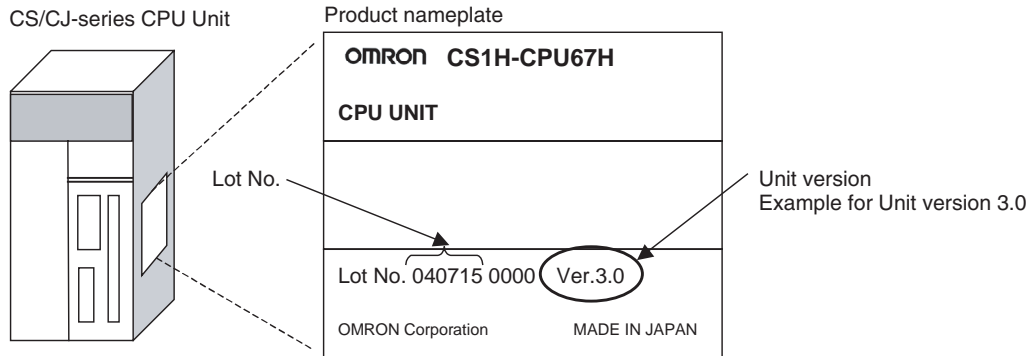 CS/CJ-series CPU Unit
Product nameplate
OMRON CS1H-CPU67H
CPU UNIT
Lot No.
Unit version
Example for Unit version 3.0
Lot No. 040715 0000 Ver.3.0
OMRON Corporation MADE IN JAPAN